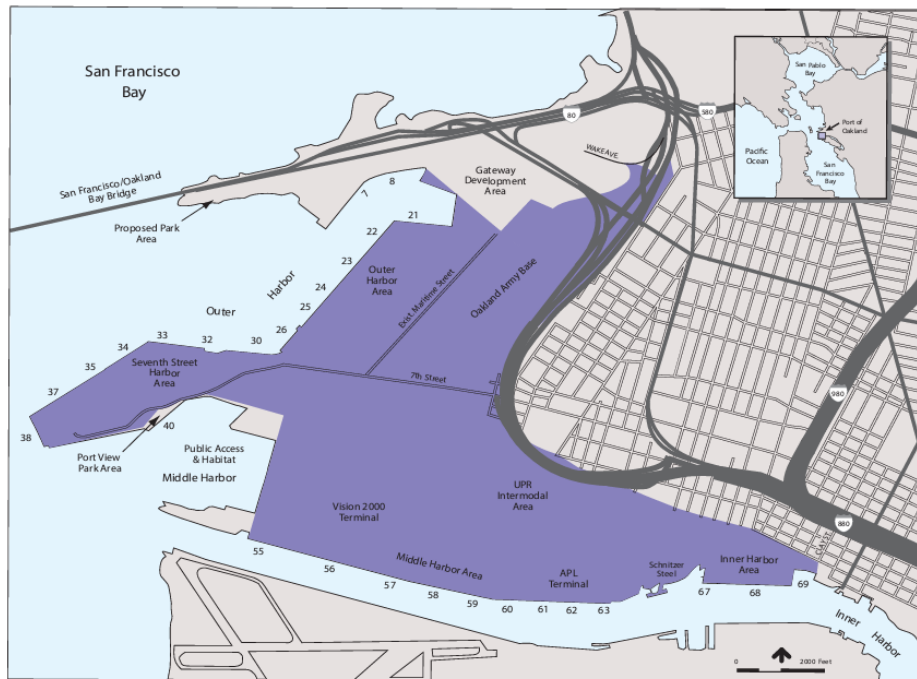 San Francisco
Bay
80
580
San Pablo
Bay
Port of
Oakland
Pacific
Ocean
San
Francisco
Bay
WAKE AVE
San Francisco/Oakland
Bay Bridge
Proposed Park
Area
Gateway
Development
Area
7
8
21
22
23
24
25
26
Outer
Harbor
Outer
Harbor
Area
Exist. Maritime Street
Oakland Army Base
30
32
33
34
35
37
38
Seventh Street
Harbor
Area
7th Street
980
40
Port View
Park Area
Public Access
& Habitat
Middle Harbor
Vision 2000
Terminal
UPR
Intermodal
Area
880
CLAY ST
55
56
57
58
59
60
61
62
63
Middle Harbor Area
APL
Terminal
Schnitzer
Steel
Inner Harbor
Area
67
68
69
Inner
Harbor
0
2000 Feet